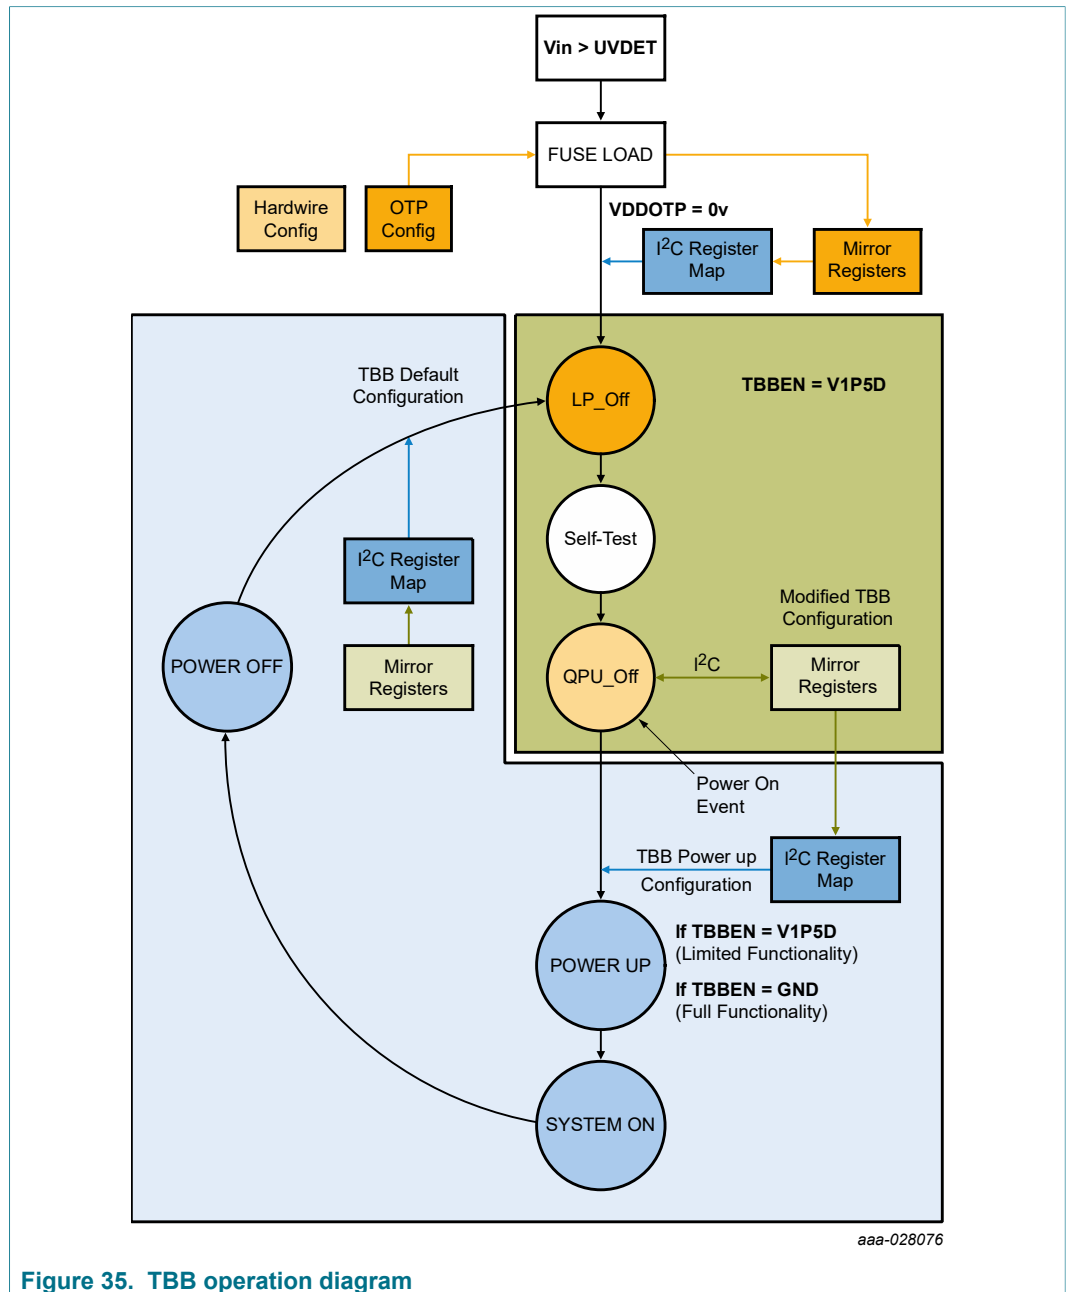 Vin > UVDET
FUSE LOAD
Hardwire
Config
OTP
Config
VDDOTP = 0v
I2C Register
Map
Mirror
Registers
TBB Default
Configuration
LP_Off
TBBEN = V1P5D
Self-Test
I2C Register
Map
Modified TBB
Configuration
POWER OFF
Mirror
Registers
QPU_Off
I2C
Mirror
Registers
Power On
Event
TBB Power up
Configuration
I2C Register
Map
POWER UP
If TBBEN = V1P5D
(Limited Functionality)
If TBBEN = GND
(Full Functionality)
SYSTEM ON
aaa-028076
Figure 35. TBB operation diagram